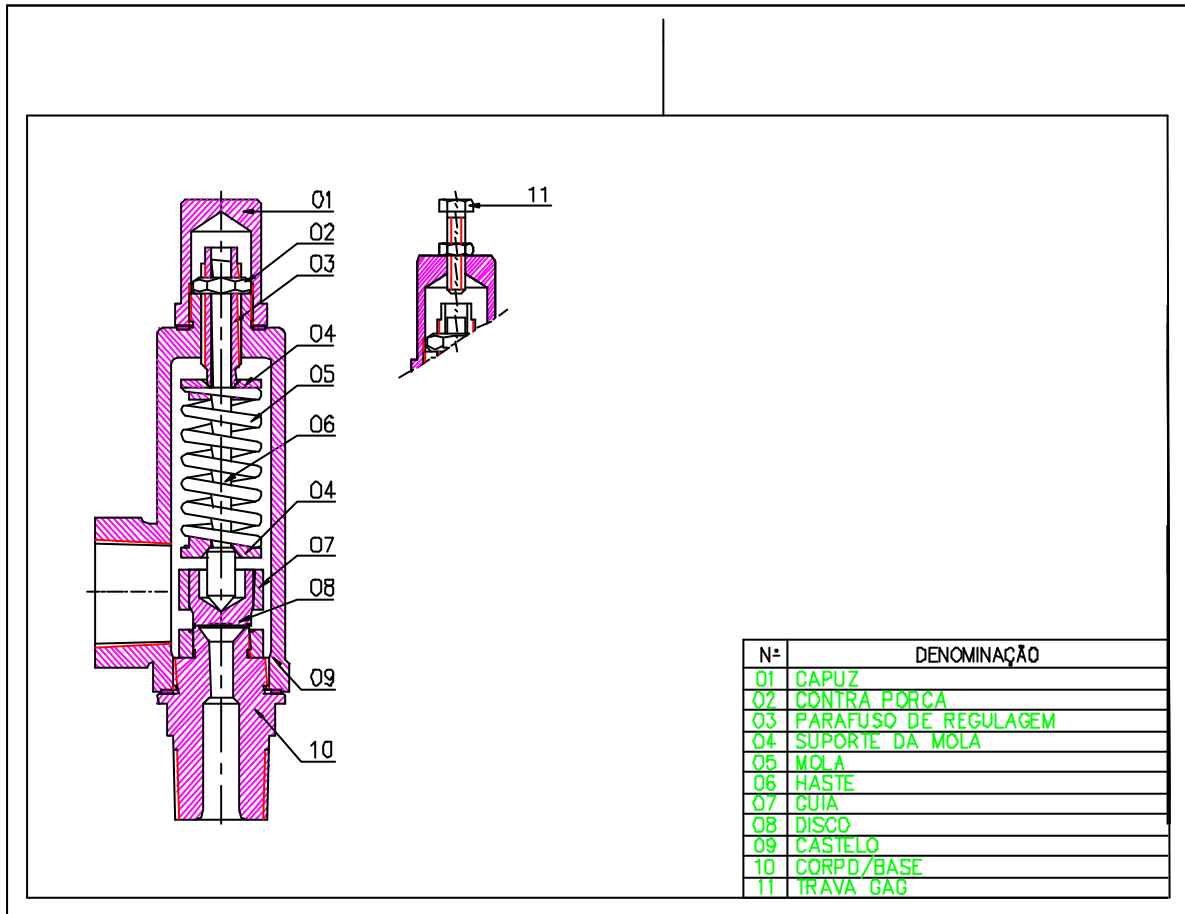 01
02
03
04
05
06
04
07
08
09
10
11
Nº DENOMINAÇÃO
01 CAPUZ
02 CONTRA PORCA
03 PARAFUSO DE REGULAGEM
04 SUPORTE DA MOLA
05 MOLA
06 HASTE
07 GUIA
08 DISCO
09 CASTELO
10 CORPO/BASE
11 TRAVA GAG